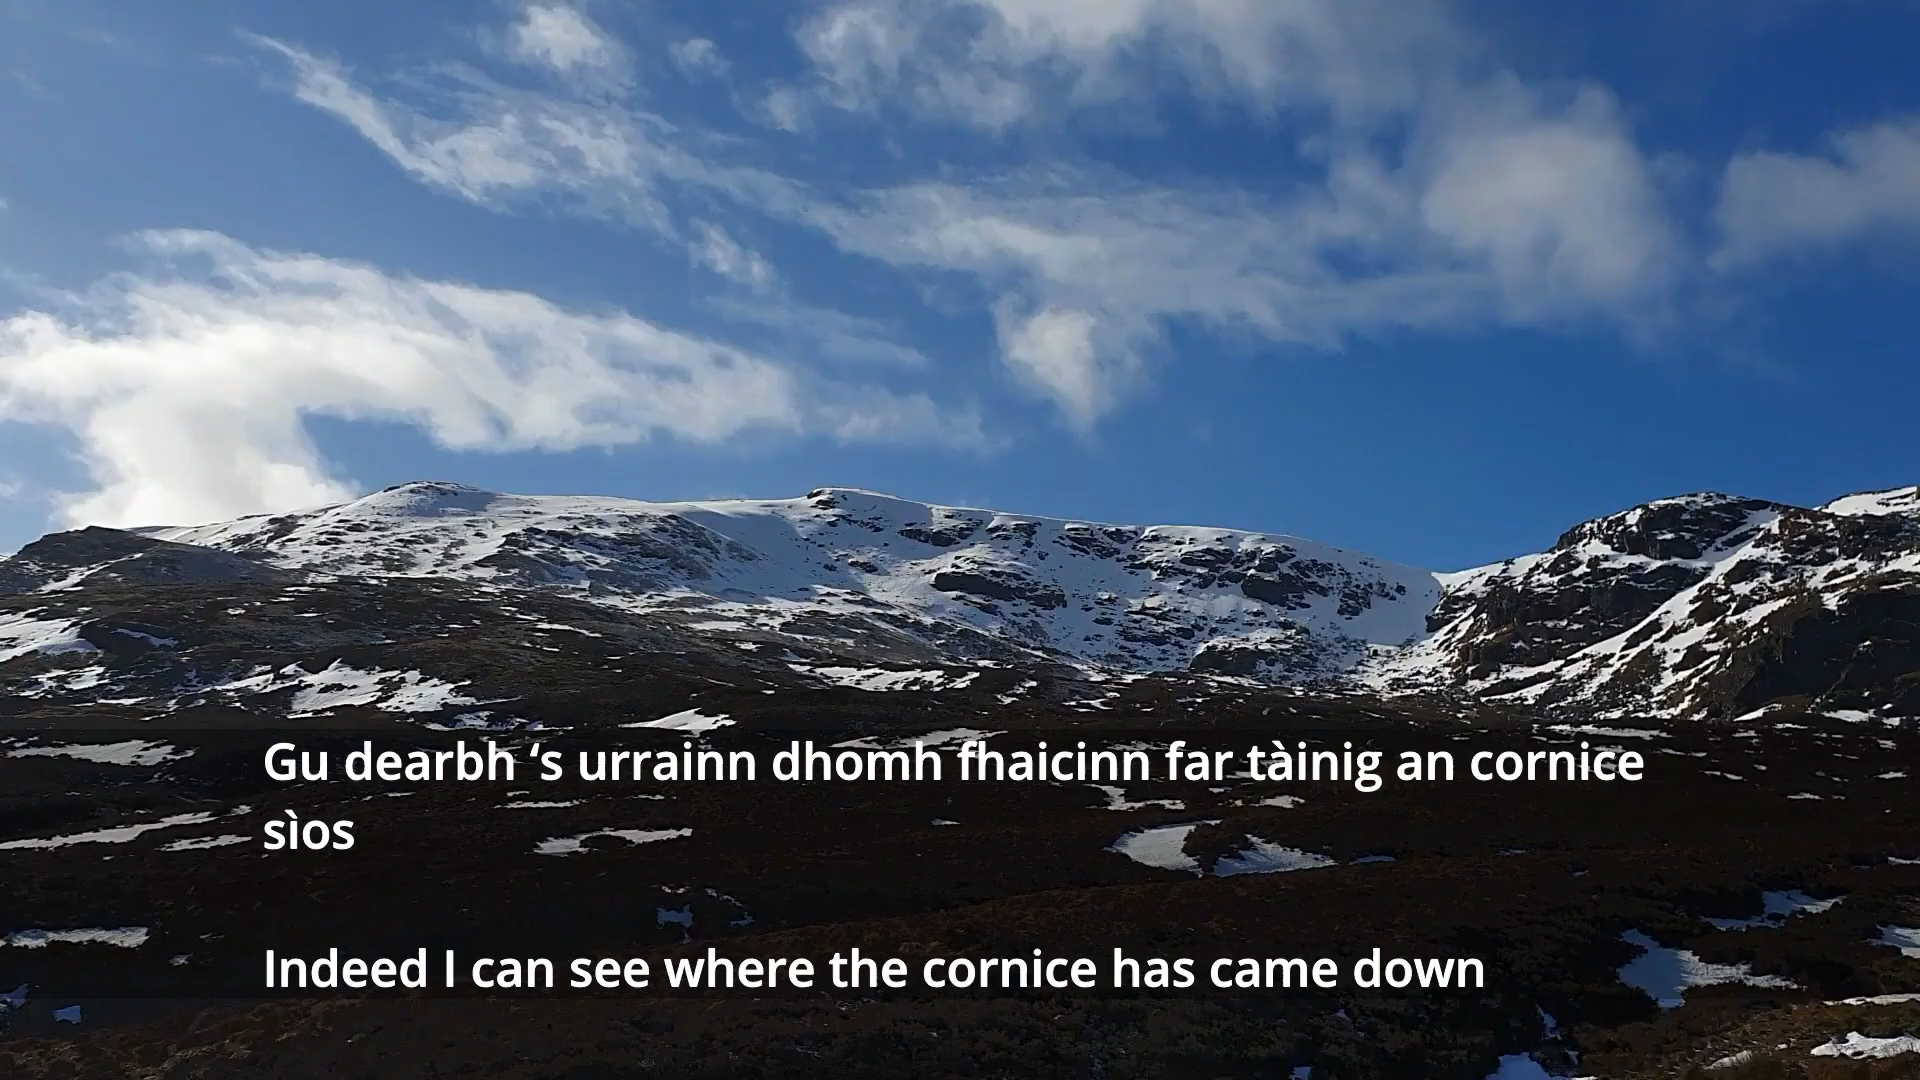 Gu dearbh ‘s urrainn dhomh fhaicinn far tàinig an cornice
sìos
Indeed I can see where the cornice has came down